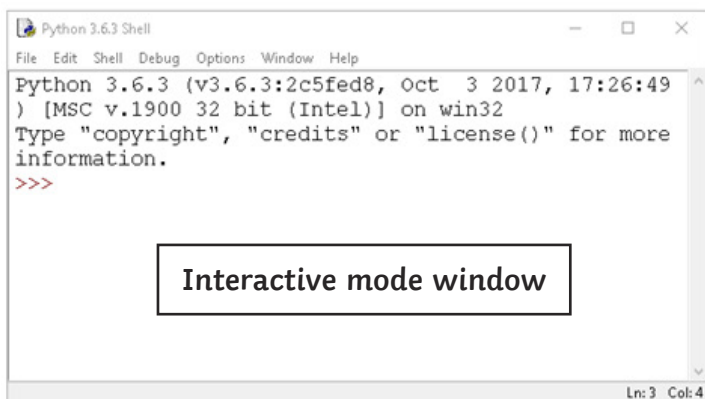 Python 3.6.3 Shell
File Edit Shell Debug Options Window Help
Python 3.6.3 (v3.6.3:2c5fed8, Oct  3 2017, 17:26:49
) [MSC v.1900 32 bit (Intel)] on win32
Type "copyright", "credits" or "license()" for more
information.
>>>
Interactive mode window
Ln: 3 Col: 4